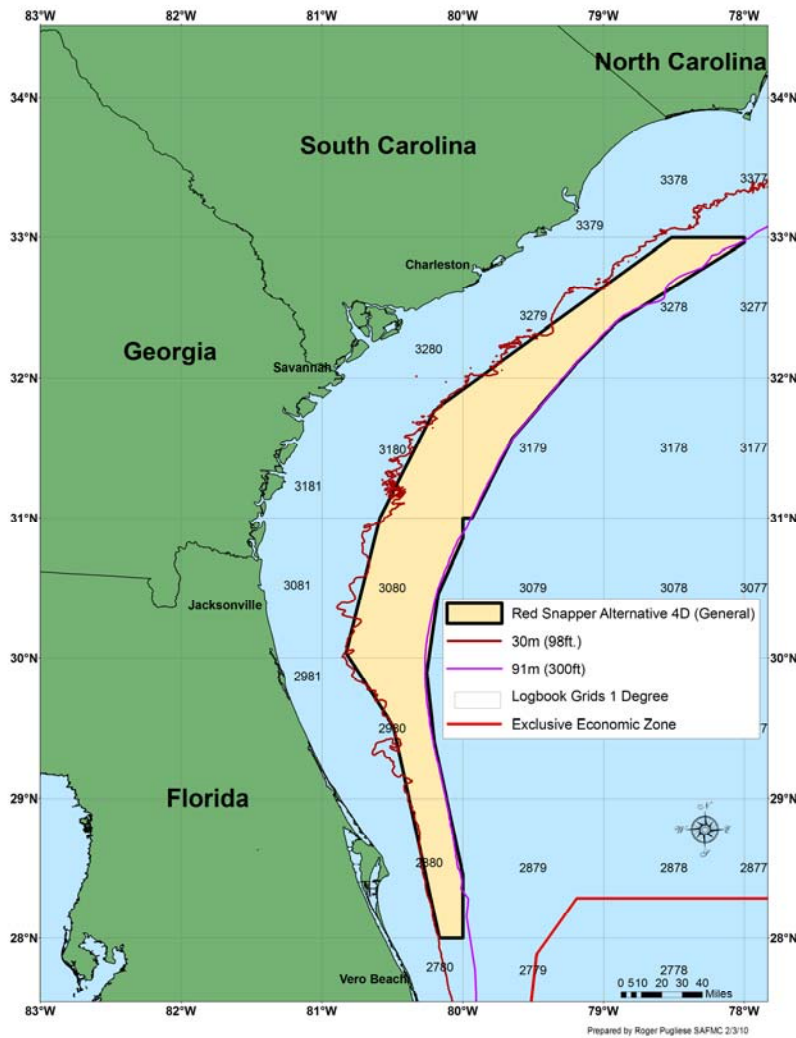 83°W 82°W 81°W 80°W 79°W 78°W
North Carolina
34°N 34°N
South Carolina
3378 3377
3379
33°N 33°N
Charleston
3279 3278 3277
3280
Georgia
Savannah
32°N 32°N
3180 3179 3178 3177
3181
31°N 31°N
3081 3080 3079 3078 3077
Jacksonville
Red Snapper Alternative 4D (General)
30°N 30m (98ft.) 30°N
2981 91m (300ft)
Logbook Grids 1 Degree
2980
Exclusive Economic Zone
29°N 29°N
Florida
2880 2879 2878 2877
28°N 28°N
Vero Beach 2780 2779 2778
0 5 10 20 30 40
Miles
83°W 82°W 81°W 80°W 79°W 78°W
Prepared by Roger Pugliese SAFMC 2/3/10